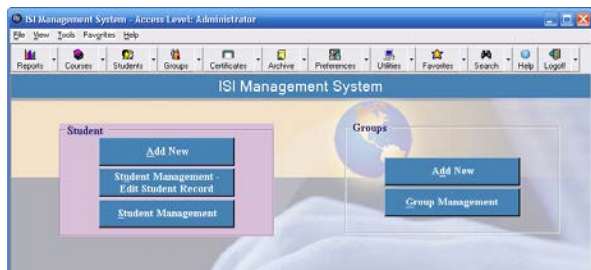 ISI Management System - Access Level: Administrator
File View Tools Favorites Help
Reports Courses Students Groups Certificates Archive Preferences Utilities Favorites Search Help Logoff
ISI Management System
Student
Add New
Student Management -
Edit Student Record
Student Management
Groups
Add New
Group Management